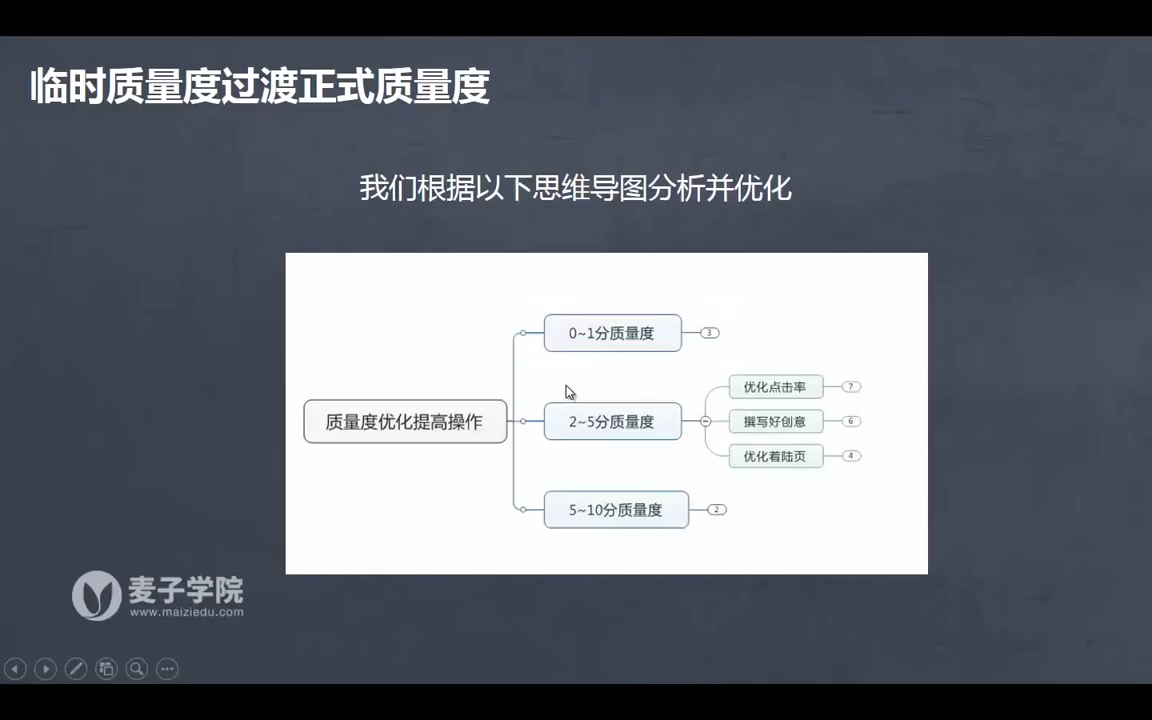 临时质量度过渡正式质量度
我们根据以下思维导图分析并优化
0~1分质量度
3
优化点击率
7
质量度优化提高操作
2~5分质量度
撰写好创意
6
优化着陆页
4
5~10分质量度
2
麦子学院
www.maiziedu.com